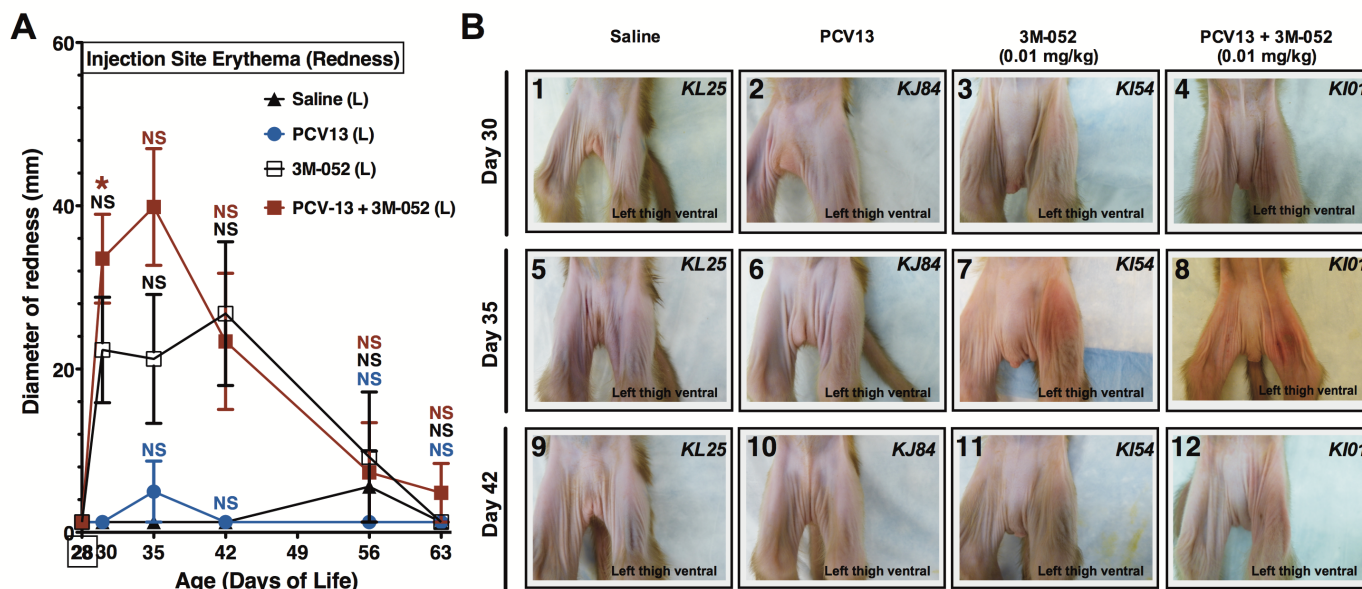 A
Injection Site Erythema (Redness)
Saline (L)
PCV13 (L)
3M-052 (L)
PCV-13 + 3M-052 (L)
Diameter of redness (mm)
60
40
20
0
*
NS
NS
NS
NS
NS
NS
NS
NS
NS
NS
NS
NS
NS
28 30 35 42 49 56 63
Age (Days of Life)
B
Saline
PCV13
3M-052
(0.01 mg/kg)
PCV13 + 3M-052
(0.01 mg/kg)
Day 30
1 KL25
Left thigh ventral
2 KJ84
Left thigh ventral
3 KI54
Left thigh ventral
4 KI01
Left thigh ventral
Day 35
5 KL25
Left thigh ventral
6 KJ84
Left thigh ventral
7 KI54
Left thigh ventral
8 KI01
Left thigh ventral
Day 42
9 KL25
Left thigh ventral
10 KJ84
Left thigh ventral
11 KI54
Left thigh ventral
12 KI01
Left thigh ventral